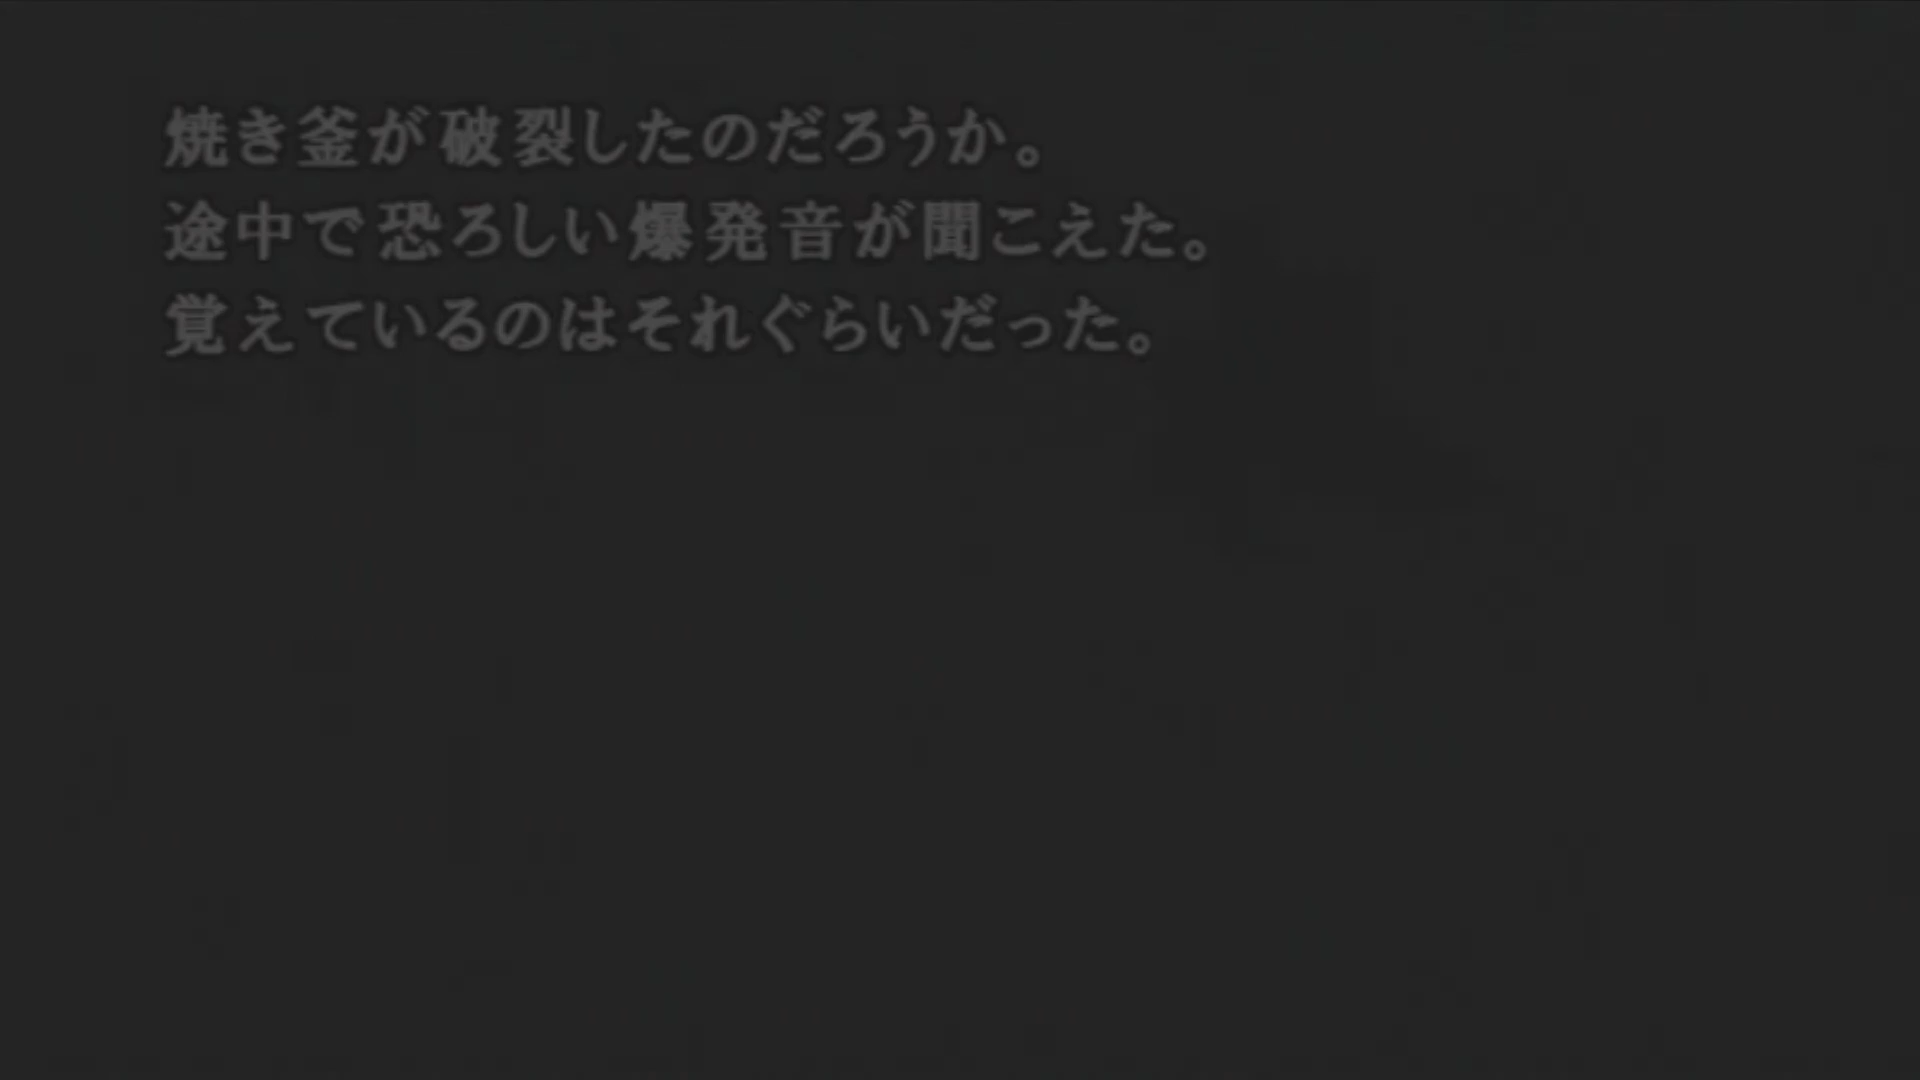 焼き釜が破裂したのだろうか。
途中で恐ろしい爆発音が聞こえた。
覚えているのはそれぐらいだった。